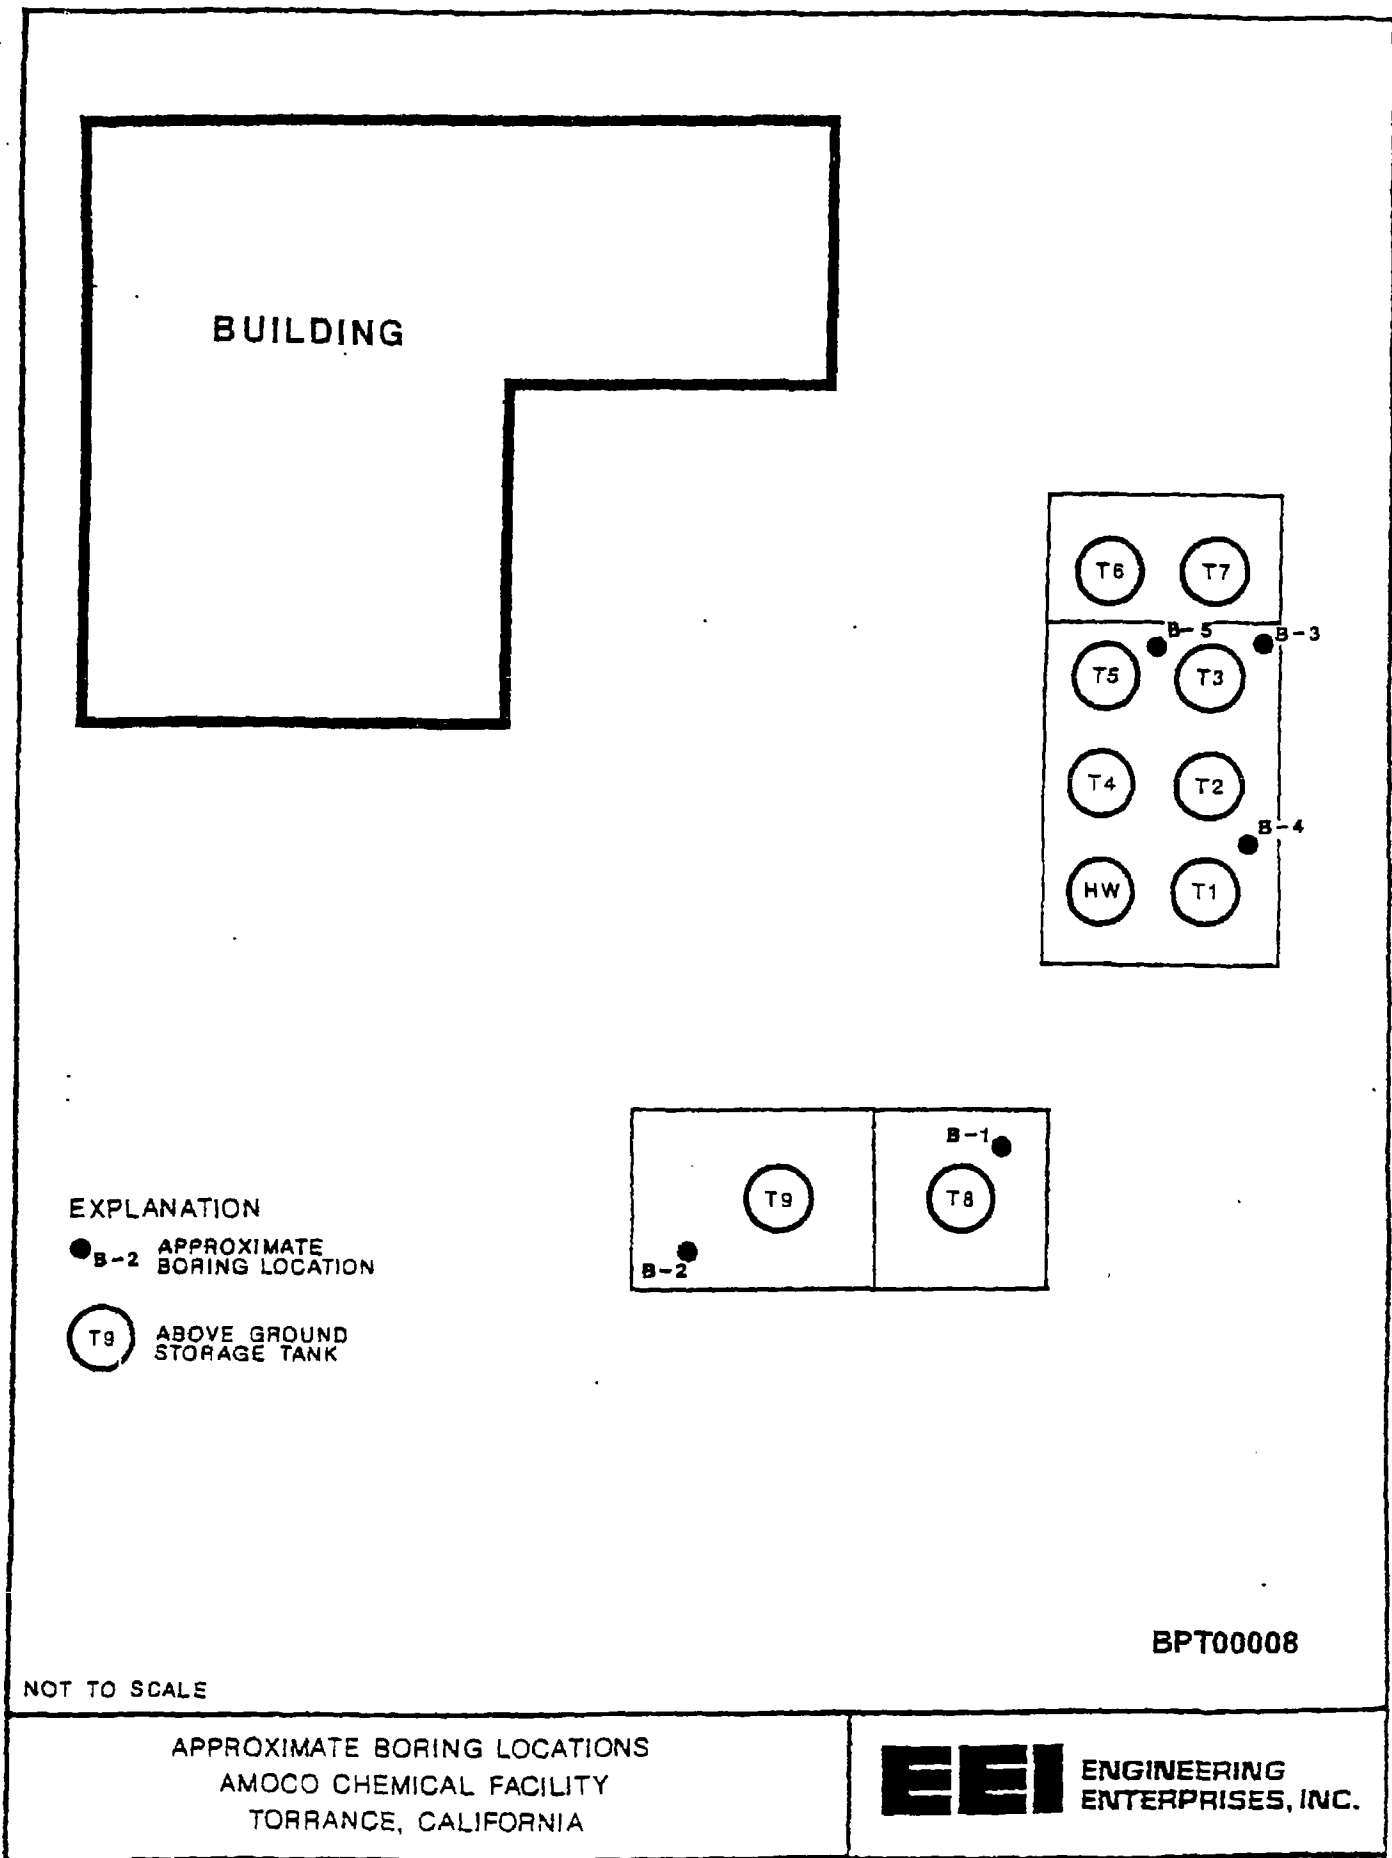 BUILDING
T6
T7
B-5
B-3
T5
T3
T4
T2
B-4
HW
T1
B-1
T9
T8
B-2
EXPLANATION
B-2 APPROXIMATE
BORING LOCATION
T9 ABOVE GROUND
STORAGE TANK
BPT00008
NOT TO SCALE
APPROXIMATE BORING LOCATIONS
AMOCO CHEMICAL FACILITY
TORRANCE, CALIFORNIA
EEI ENGINEERING
ENTERPRISES, INC.